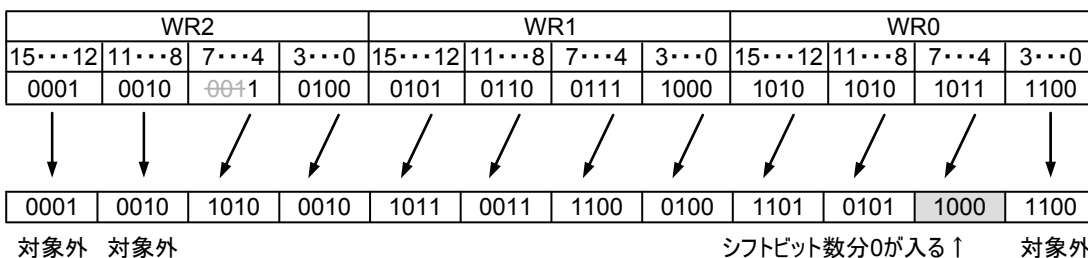 WR2 WR1 WR0
15・・・12 11・・・8 7・・・4 3・・・0 15・・・12 11・・・8 7・・・4 3・・・0 15・・・12 11・・・8 7・・・4 3・・・0
0001 0010 0011 0100 0101 0110 0111 1000 1010 1010 1011 1100
0001 0010 1010 0010 1011 0011 1100 0100 1101 0101 1000 1100
対象外 対象外 シフトビット数分0が入る↑ 対象外